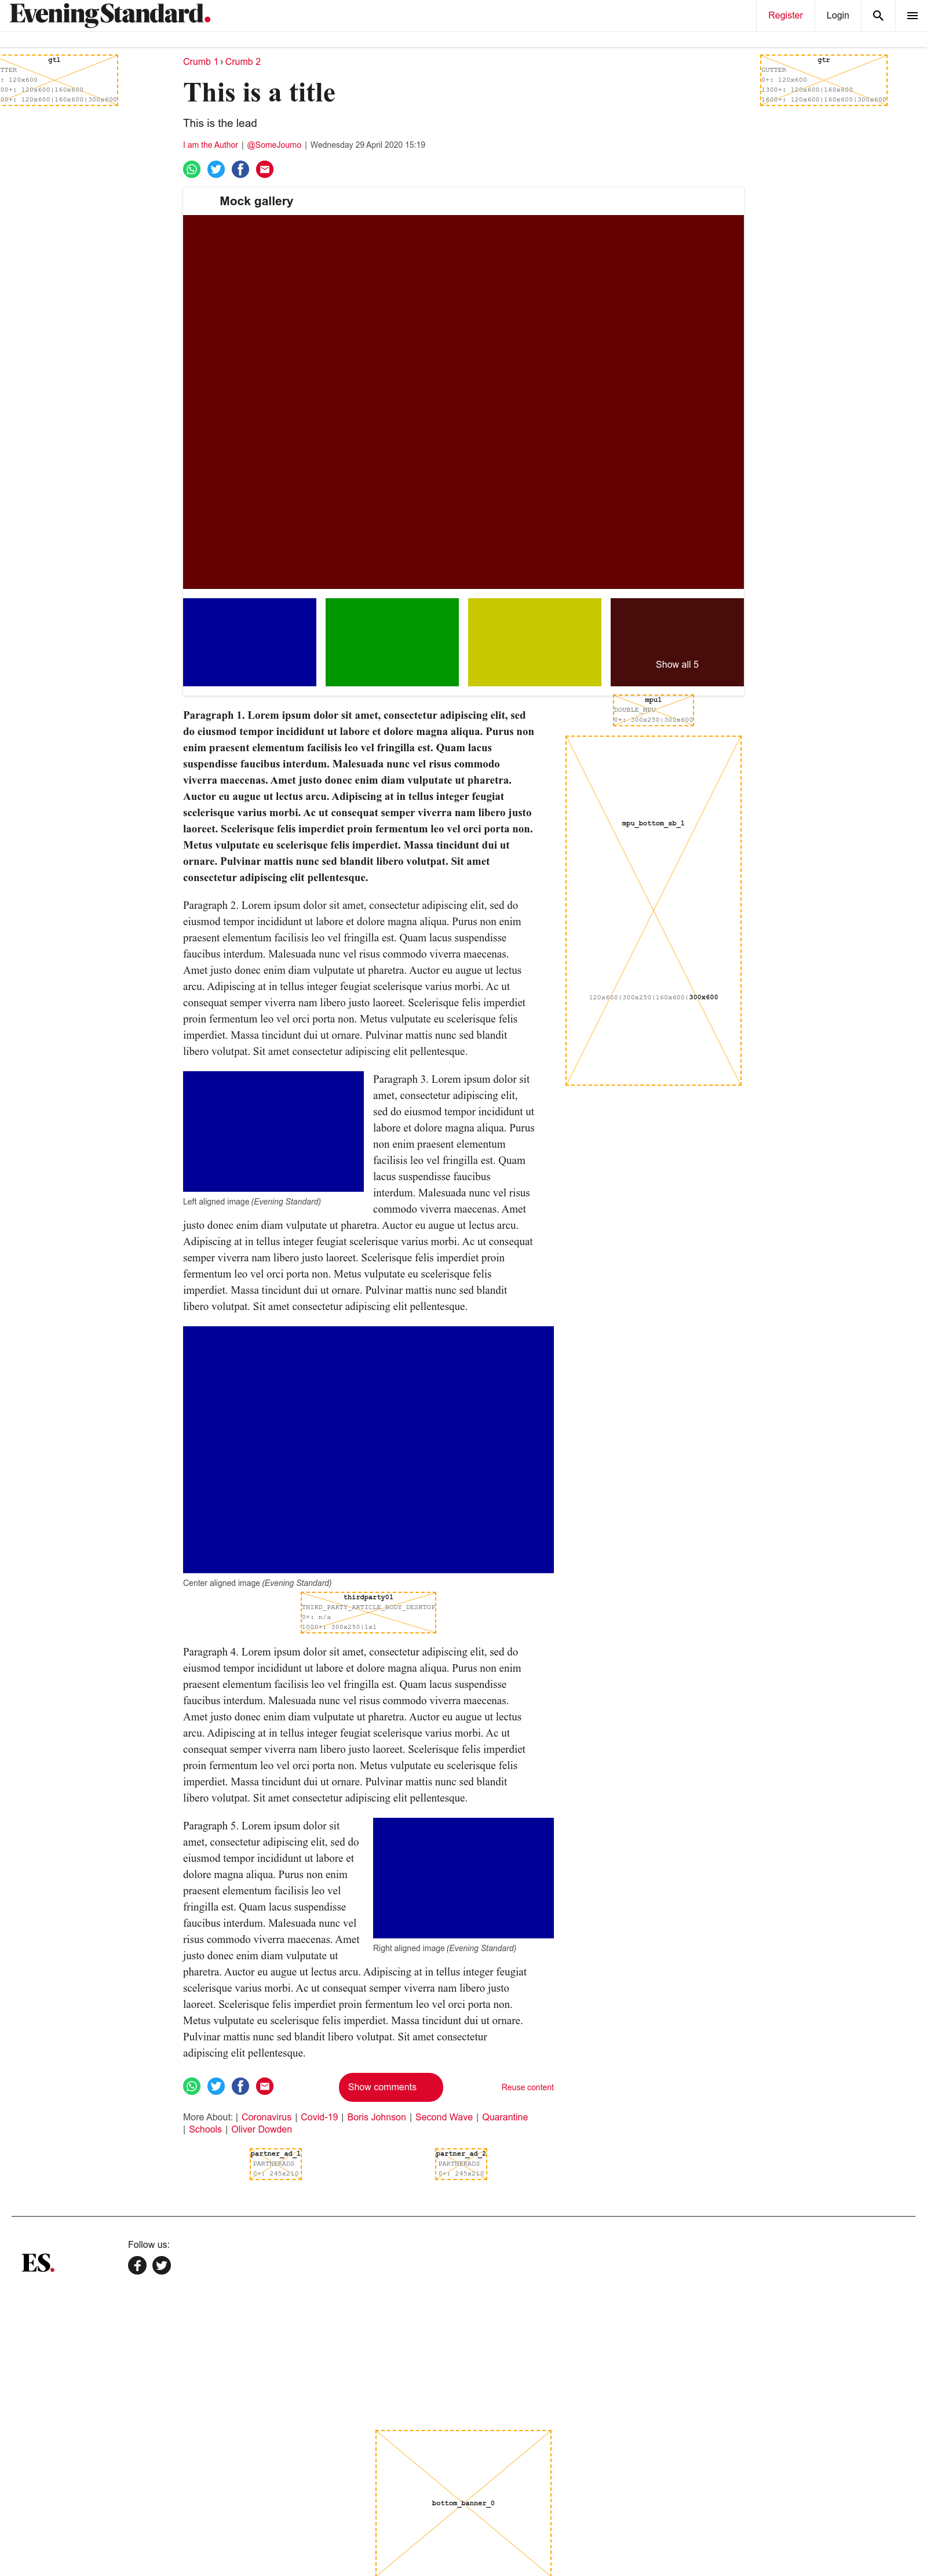 Evening Standard.
Register
Login
gtl
TTER
: 120x600
00+: 120x600|160x600
00+: 120x600|160x600|300x600
gtr
GUTTER
0+: 120x600
1300+: 120x600|160x600
1600+: 120x600|160x600|300x600
Crumb 1 › Crumb 2
This is a title
This is the lead
I am the Author | @SomeJourno | Wednesday 29 April 2020 15:19
Mock gallery
Show all 5
mpu1
DOUBLE_MPU
0+: 300x250|300x600
Paragraph 1. Lorem ipsum dolor sit amet, consectetur adipiscing elit, sed
do eiusmod tempor incididunt ut labore et dolore magna aliqua. Purus non
enim praesent elementum facilisis leo vel fringilla est. Quam lacus
suspendisse faucibus interdum. Malesuada nunc vel risus commodo
viverra maecenas. Amet justo donec enim diam vulputate ut pharetra.
Auctor eu augue ut lectus arcu. Adipiscing at in tellus integer feugiat
scelerisque varius morbi. Ac ut consequat semper viverra nam libero justo
laoreet. Scelerisque felis imperdiet proin fermentum leo vel orci porta non.
Metus vulputate eu scelerisque felis imperdiet. Massa tincidunt dui ut
ornare. Pulvinar mattis nunc sed blandit libero volutpat. Sit amet
consectetur adipiscing elit pellentesque.
mpu_bottom_sb_1
120x600|300x250|160x600|300x600
Paragraph 2. Lorem ipsum dolor sit amet, consectetur adipiscing elit, sed do
eiusmod tempor incididunt ut labore et dolore magna aliqua. Purus non enim
praesent elementum facilisis leo vel fringilla est. Quam lacus suspendisse
faucibus interdum. Malesuada nunc vel risus commodo viverra maecenas.
Amet justo donec enim diam vulputate ut pharetra. Auctor eu augue ut lectus
arcu. Adipiscing at in tellus integer feugiat scelerisque varius morbi. Ac ut
consequat semper viverra nam libero justo laoreet. Scelerisque felis imperdiet
proin fermentum leo vel orci porta non. Metus vulputate eu scelerisque felis
imperdiet. Massa tincidunt dui ut ornare. Pulvinar mattis nunc sed blandit
libero volutpat. Sit amet consectetur adipiscing elit pellentesque.
Left aligned image (Evening Standard)
Paragraph 3. Lorem ipsum dolor sit
amet, consectetur adipiscing elit,
sed do eiusmod tempor incididunt ut
labore et dolore magna aliqua. Purus
non enim praesent elementum
facilisis leo vel fringilla est. Quam
lacus suspendisse faucibus
interdum. Malesuada nunc vel risus
commodo viverra maecenas. Amet
justo donec enim diam vulputate ut pharetra. Auctor eu augue ut lectus arcu.
Adipiscing at in tellus integer feugiat scelerisque varius morbi. Ac ut consequat
semper viverra nam libero justo laoreet. Scelerisque felis imperdiet proin
fermentum leo vel orci porta non. Metus vulputate eu scelerisque felis
imperdiet. Massa tincidunt dui ut ornare. Pulvinar mattis nunc sed blandit
libero volutpat. Sit amet consectetur adipiscing elit pellentesque.
Center aligned image (Evening Standard)
thirdparty01
THIRD_PARTY_ARTICLE_BODY_DESKTOP
0+: n/a
1000+: 300x250|1x1
Paragraph 4. Lorem ipsum dolor sit amet, consectetur adipiscing elit, sed do
eiusmod tempor incididunt ut labore et dolore magna aliqua. Purus non enim
praesent elementum facilisis leo vel fringilla est. Quam lacus suspendisse
faucibus interdum. Malesuada nunc vel risus commodo viverra maecenas.
Amet justo donec enim diam vulputate ut pharetra. Auctor eu augue ut lectus
arcu. Adipiscing at in tellus integer feugiat scelerisque varius morbi. Ac ut
consequat semper viverra nam libero justo laoreet. Scelerisque felis imperdiet
proin fermentum leo vel orci porta non. Metus vulputate eu scelerisque felis
imperdiet. Massa tincidunt dui ut ornare. Pulvinar mattis nunc sed blandit
libero volutpat. Sit amet consectetur adipiscing elit pellentesque.
Paragraph 5. Lorem ipsum dolor sit
amet, consectetur adipiscing elit, sed do
eiusmod tempor incididunt ut labore et
dolore magna aliqua. Purus non enim
praesent elementum facilisis leo vel
fringilla est. Quam lacus suspendisse
faucibus interdum. Malesuada nunc vel
risus commodo viverra maecenas. Amet
justo donec enim diam vulputate ut
Right aligned image (Evening Standard)
pharetra. Auctor eu augue ut lectus arcu. Adipiscing at in tellus integer feugiat
scelerisque varius morbi. Ac ut consequat semper viverra nam libero justo
laoreet. Scelerisque felis imperdiet proin fermentum leo vel orci porta non.
Metus vulputate eu scelerisque felis imperdiet. Massa tincidunt dui ut ornare.
Pulvinar mattis nunc sed blandit libero volutpat. Sit amet consectetur
adipiscing elit pellentesque.
Show comments
Reuse content
More About: | Coronavirus | Covid-19 | Boris Johnson | Second Wave | Quarantine
| Schools | Oliver Dowden
partner_ad_1
PARTNERADS
0+: 245x210
partner_ad_2
PARTNERADS
0+: 245x210
ES.
Follow us:
bottom_banner_0